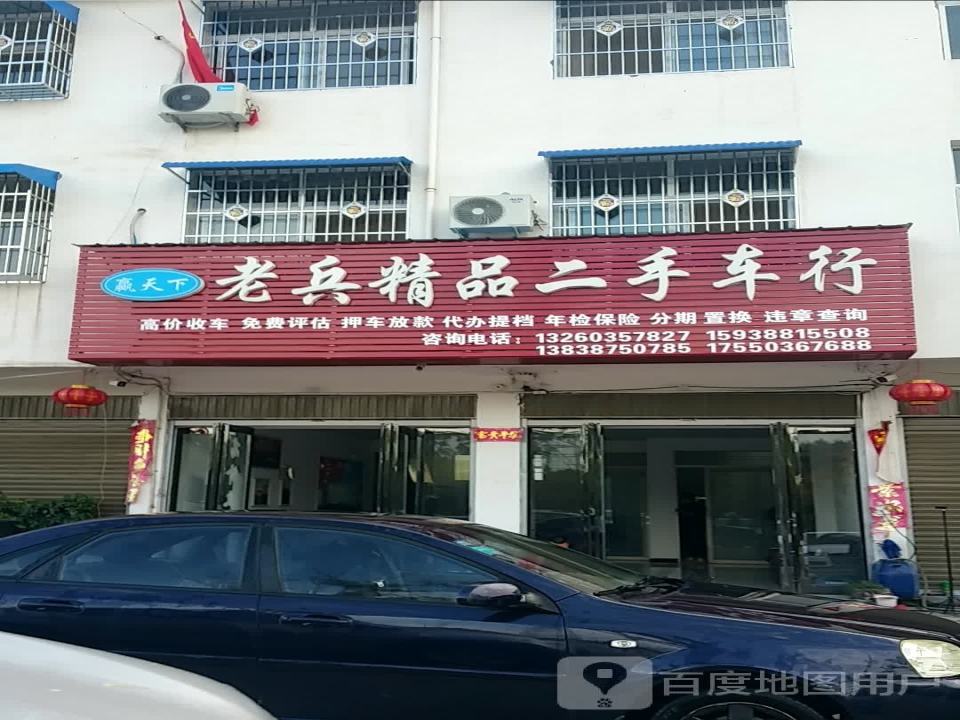 赢天下
老兵精品二手车行
高价收车 免费评估 押车放款 代办提档 年检保险 分期置换 违章查询
咨询电话：13260357827 15938815508
13838750785 17550367688
百度地图用户